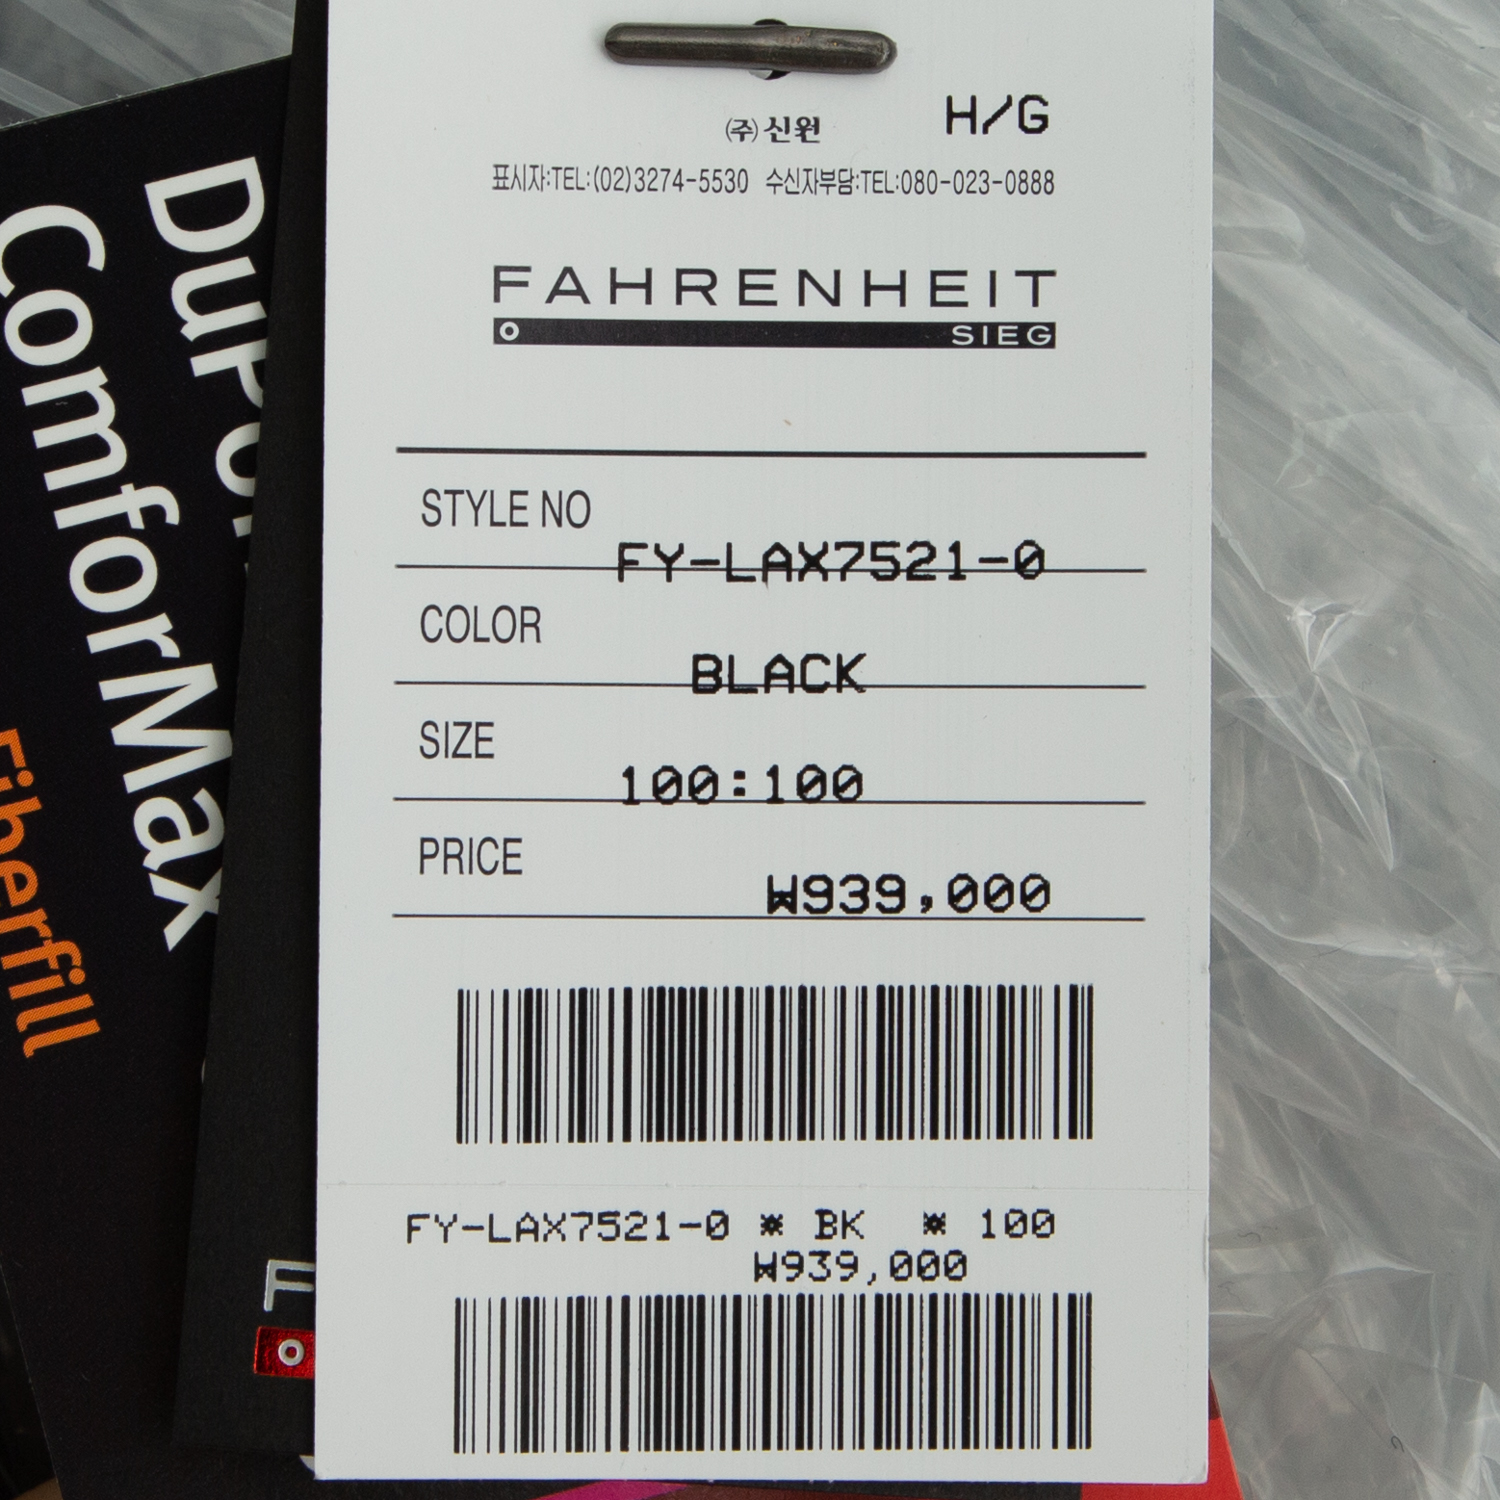 H/G
㈜신원
표시자:TEL:(02)3274-5530 수신자부담:TEL:080-023-0888
FAHRENHEIT
SIEG
STYLE NO
FY-LAX7521-0
COLOR
BLACK
SIZE
100:100
PRICE
₩939,000
FY-LAX7521-0 * BK * 100
₩939,000
ComforMax
Fiberfill